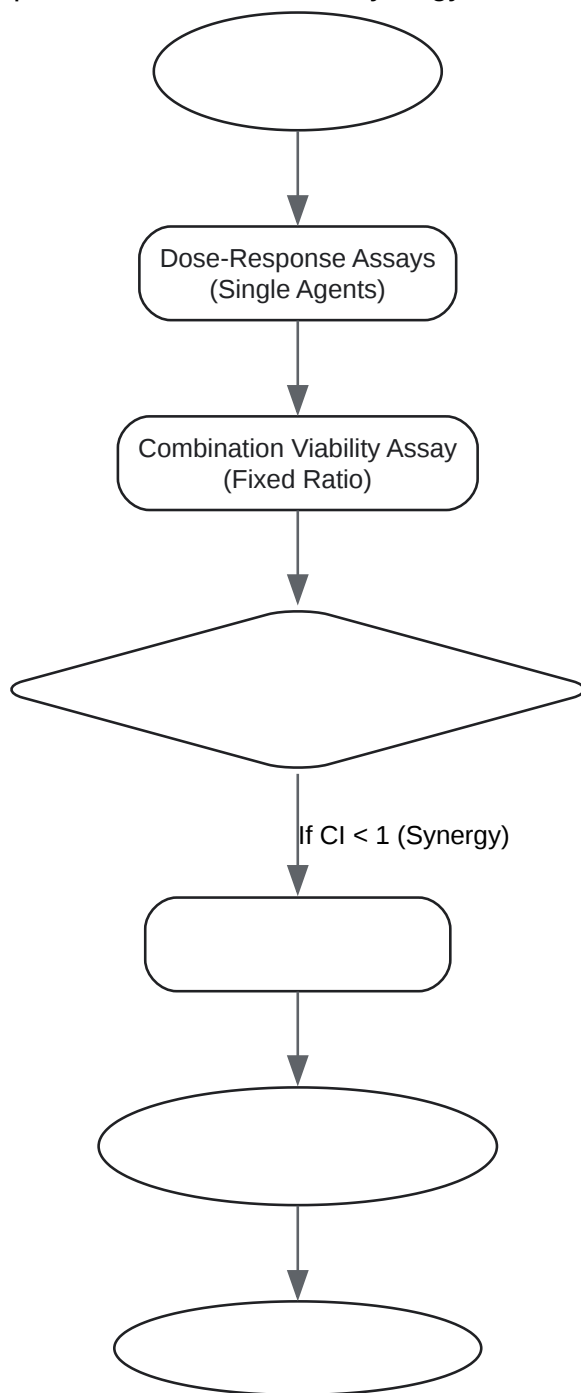 Dose-Response Assays
(Single Agents)
Combination Viability Assay
(Fixed Ratio)
If CI < 1 (Synergy)